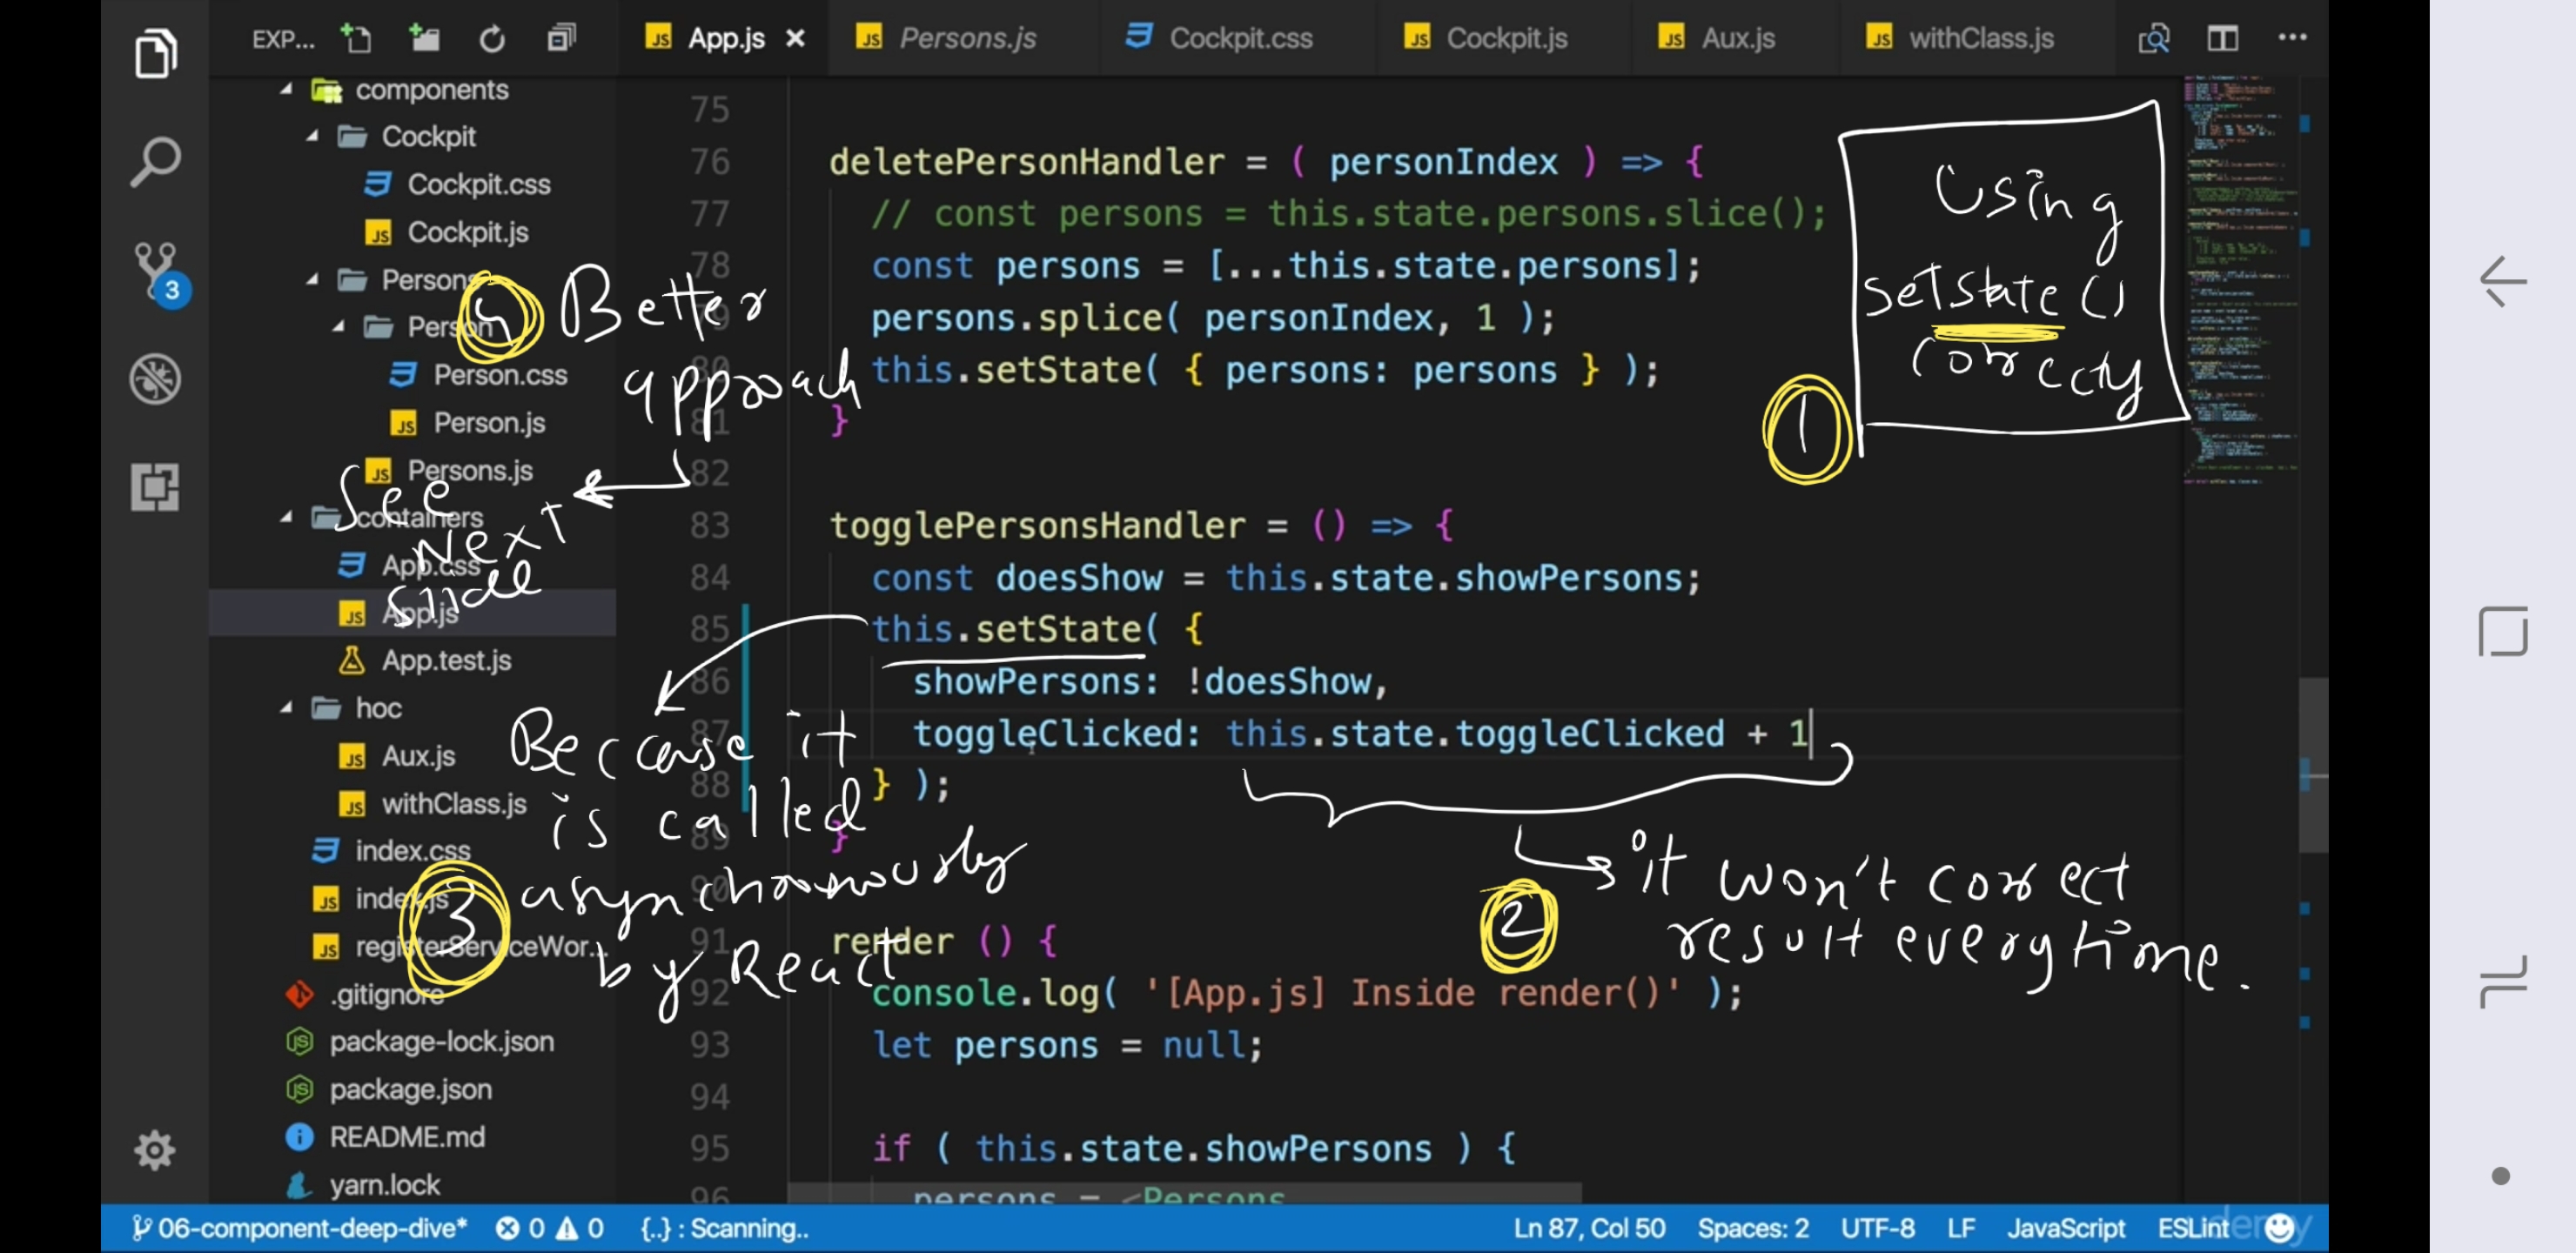 EXP...
App.js
Persons.js
Cockpit.css
Cockpit.js
Aux.js
withClass.js
components
Cockpit
Cockpit.css
Cockpit.js
Persons
Person
Person.css
Person.js
Persons.js
containers
App.css
App.js
App.test.js
hoc
Aux.js
withClass.js
index.css
index.js
registerServiceWor...
.gitignore
package-lock.json
package.json
README.md
yarn.lock
3
75
76 deletePersonHandler = ( personIndex ) => {
77 // const persons = this.state.persons.slice();
78 const persons = [...this.state.persons];
79 persons.splice( personIndex, 1 );
80 this.setState( { persons: persons } );
81 }
82
83 togglePersonsHandler = () => {
84 const doesShow = this.state.showPersons;
85 this.setState( {
86 showPersons: !doesShow,
87 toggleClicked: this.state.toggleClicked + 1
88 } );
89 }
90
91 render () {
92 console.log( '[App.js] Inside render()' );
93 let persons = null;
94
95 if ( this.state.showPersons ) {
96 persons = <Persons
1
Using
setState()
correcty
2
it won't correct
result everytime.
3
Because it
is called
asynchronously
by React
4
Better
approach
See
Next
Slide
06-component-deep-dive* 0 0 {..} : Scanning.. Ln 87, Col 50 Spaces: 2 UTF-8 LF JavaScript ESLint
udemy